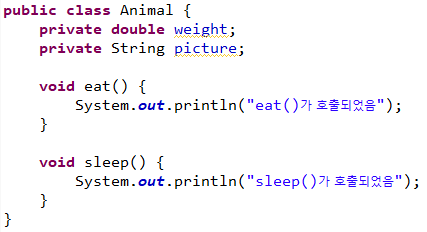 public class Animal {
private double weight;
private String picture;
void eat() {
System.out.println("eat()가 호출되었음");
}
void sleep() {
System.out.println("sleep()가 호출되었음");
}
}